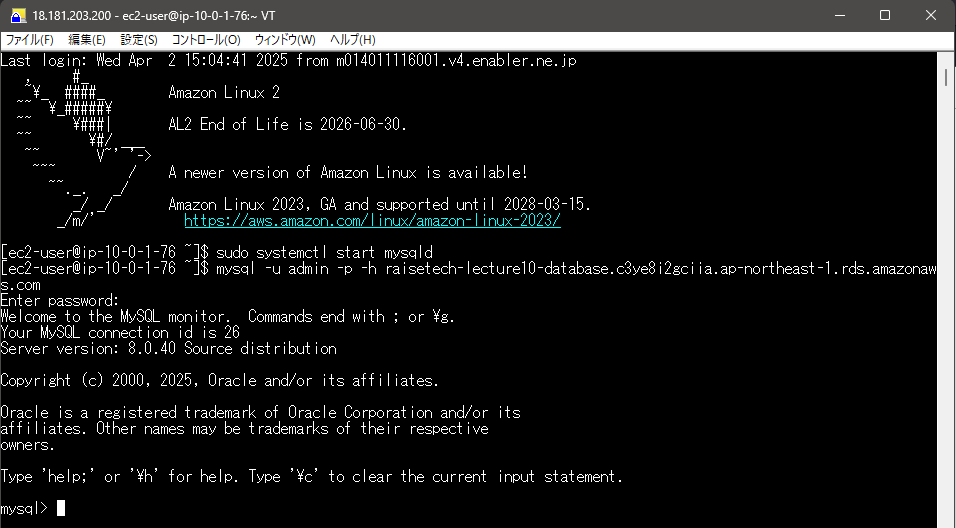 18.181.203.200 - ec2-user@ip-10-0-1-76:~ VT
ファイル(F) 編集(E) 設定(S) コントロール(O) ウィンドウ(W) ヘルプ(H)
Last login: Wed Apr  2 15:04:41 2025 from m014011116001.v4.enabler.ne.jp
   ,     #_
   ~¥_  ####_        Amazon Linux 2
  ~~  ¥_#####¥
  ~~     ¥###|       AL2 End of Life is 2026-06-30.
  ~~       ¥#/ ___
   ~~       V~' '->
    ~~~         /    A newer version of Amazon Linux is available!
      ~~._.   _/
         _/ _/       Amazon Linux 2023, GA and supported until 2028-03-15.
       _/m/'           https://aws.amazon.com/linux/amazon-linux-2023/
[ec2-user@ip-10-0-1-76 ~]$ sudo systemctl start mysqld
[ec2-user@ip-10-0-1-76 ~]$ mysql -u admin -p -h raisetech-lecture10-database.c3ye8i2gciia.ap-northeast-1.rds.amazonaw
s.com
Enter password:
Welcome to the MySQL monitor.  Commands end with ; or ¥g.
Your MySQL connection id is 26
Server version: 8.0.40 Source distribution
Copyright (c) 2000, 2025, Oracle and/or its affiliates.
Oracle is a registered trademark of Oracle Corporation and/or its
affiliates. Other names may be trademarks of their respective
owners.
Type 'help;' or '¥h' for help. Type '¥c' to clear the current input statement.
mysql>